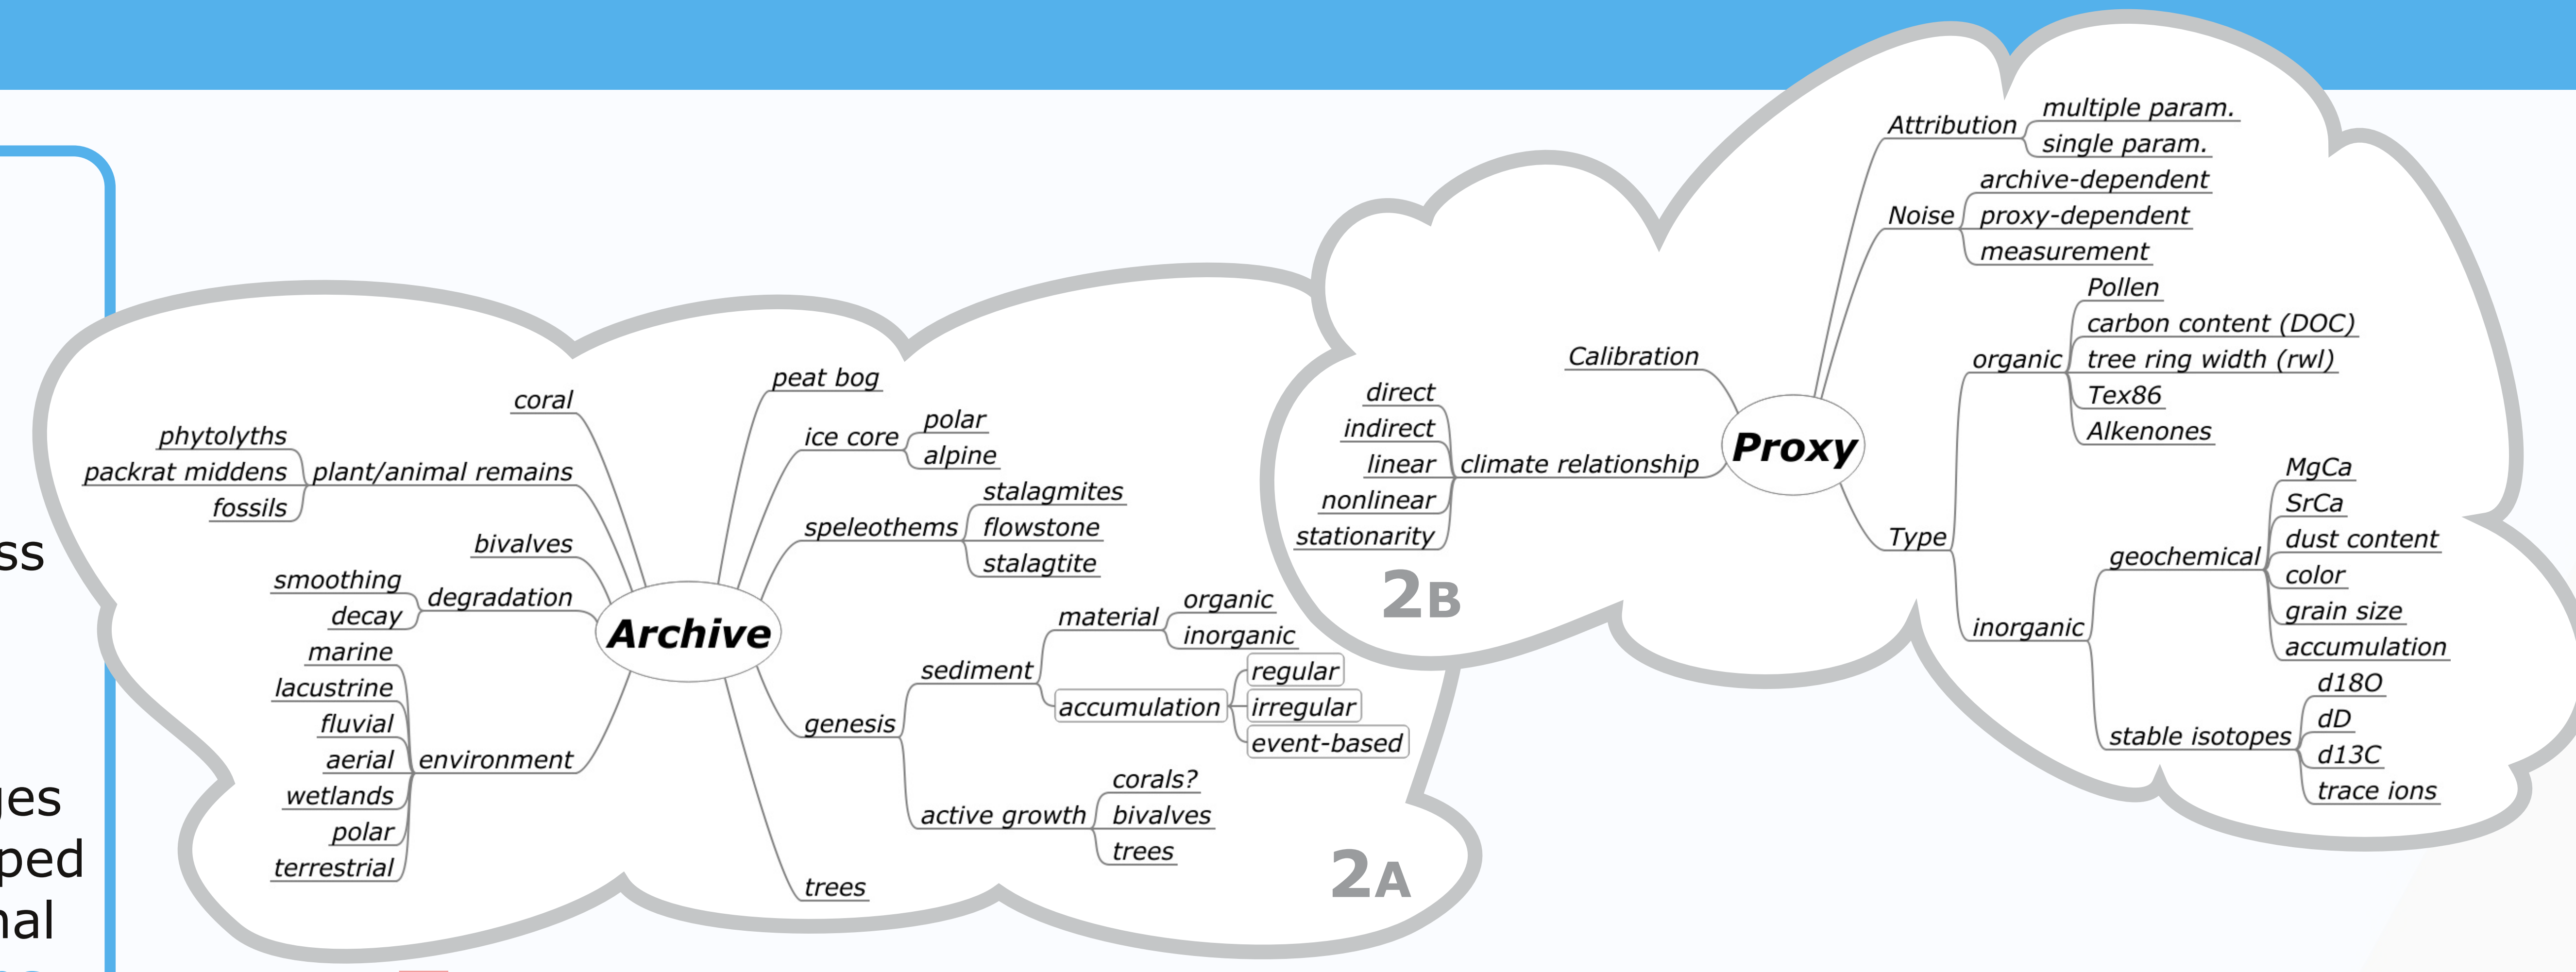 ss
ges
ped
nal
coral
phytolyths
packrat middens
fossils
plant/animal remains
bivalves
smoothing
decay
degradation
marine
lacustrine
fluvial
aerial
wetlands
polar
terrestrial
environment
Archive
peat bog
ice core
polar
alpine
speleothems
stalagmites
flowstone
stalagtite
genesis
sediment
material
organic
inorganic
accumulation
regular
irregular
event-based
active growth
corals?
bivalves
trees
trees
2A
Calibration
direct
indirect
linear
nonlinear
stationarity
climate relationship
2B
Proxy
Attribution
multiple param.
single param.
Noise
archive-dependent
proxy-dependent
measurement
Type
organic
Pollen
carbon content (DOC)
tree ring width (rwl)
Tex86
Alkenones
inorganic
geochemical
MgCa
SrCa
dust content
color
grain size
accumulation
stable isotopes
d18O
dD
d13C
trace ions